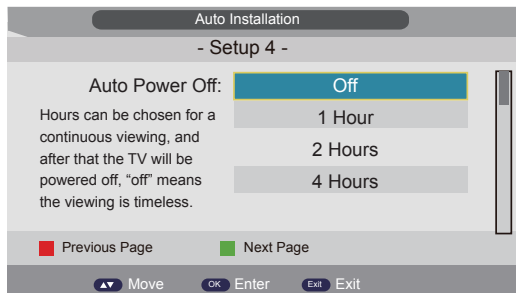 Auto Installation
- Setup 4 -
Auto Power Off:
Off
Hours can be chosen for a
continuous viewing, and
after that the TV will be
powered off, “off” means
the viewing is timeless.
1 Hour
2 Hours
4 Hours
Previous Page
Next Page
Move
OK Enter
Exit Exit